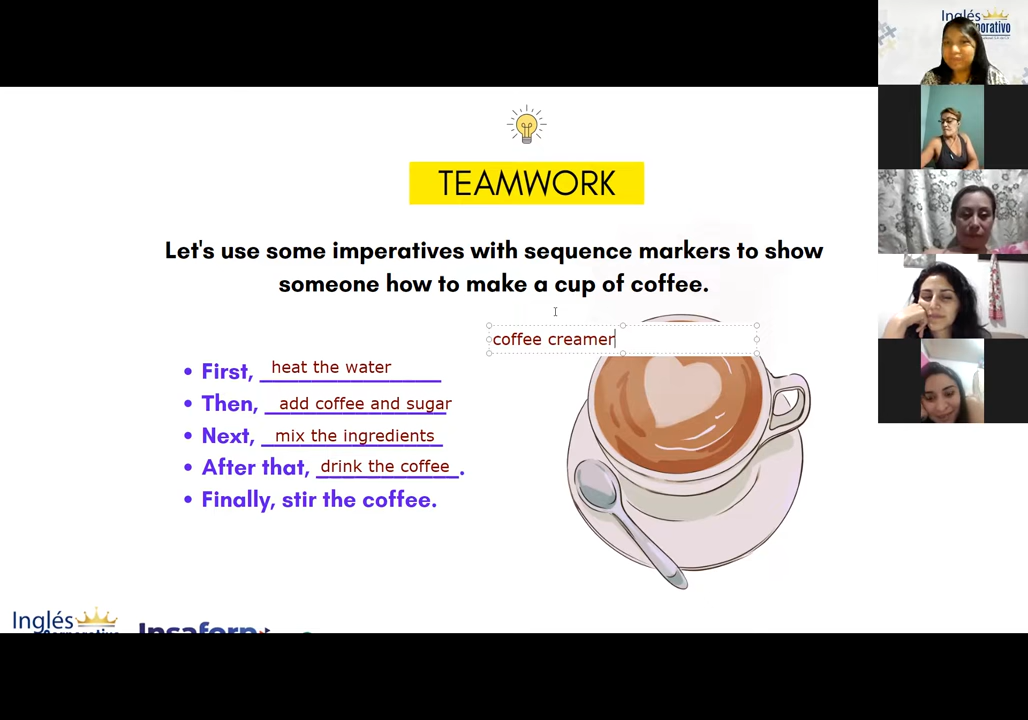 Inglés
TEAMWORK
Let's use some imperatives with sequence markers to show
someone how to make a cup of coffee.
coffee creamer
• First, heat the water
• Then, add coffee and sugar
• Next, mix the ingredients
• After that, drink the coffee.
• Finally, stir the coffee.
Inglés